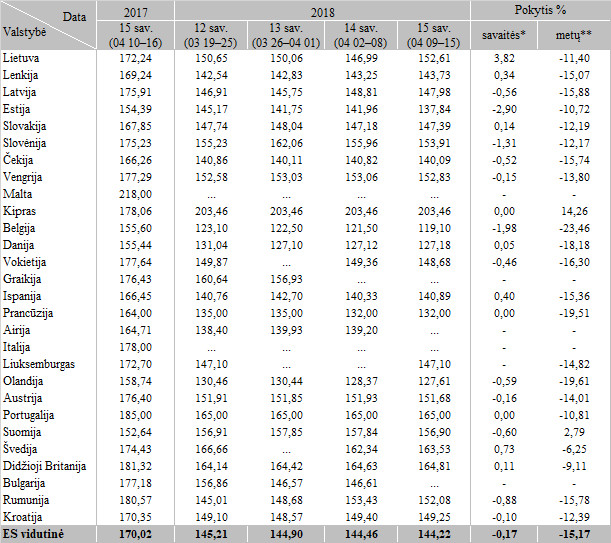 Data 2017 2018 Pokytis %
Valstybė 15 sav. (04 10–16) 12 sav. (03 19–25) 13 sav. (03 26–04 01) 14 sav. (04 02–08) 15 sav. (04 09–15) savaitės* metų**
Lietuva 172,24 150,65 150,06 146,99 152,61 3,82 -11,40
Lenkija 169,24 142,54 142,83 143,25 143,73 0,34 -15,07
Latvija 175,91 146,91 145,75 148,81 147,98 -0,56 -15,88
Estija 154,39 145,17 141,75 141,96 137,84 -2,90 -10,72
Slovakija 167,85 147,74 148,04 147,18 147,39 0,14 -12,19
Slovėnija 175,23 155,23 162,06 155,96 153,91 -1,31 -12,17
Čekija 166,26 140,86 140,11 140,82 140,09 -0,52 -15,74
Vengrija 177,29 152,58 153,03 153,06 152,83 -0,15 -13,80
Malta 218,00 ... ... ... ... - -
Kipras 178,06 203,46 203,46 203,46 203,46 0,00 14,26
Belgija 155,60 123,10 122,50 121,50 119,10 -1,98 -23,46
Danija 155,44 131,04 127,10 127,12 127,18 0,05 -18,18
Vokietija 177,64 149,87 ... 149,36 148,68 -0,46 -16,30
Graikija 176,43 160,64 156,93 ... ... - -
Ispanija 166,45 140,76 142,70 140,33 140,89 0,40 -15,36
Prancūzija 164,00 135,00 135,00 132,00 132,00 0,00 -19,51
Airija 164,71 138,40 139,93 139,20 ... - -
Italija 178,00 ... ... ... ... - -
Liuksemburgas 172,70 147,10 ... ... 147,10 - -14,82
Olandija 158,74 130,46 130,44 128,37 127,61 -0,59 -19,61
Austrija 176,40 151,91 151,85 151,93 151,68 -0,16 -14,01
Portugalija 185,00 165,00 165,00 165,00 165,00 0,00 -10,81
Suomija 152,64 156,91 157,85 157,84 156,90 -0,60 2,79
Švedija 174,43 166,66 ... 162,34 163,53 0,73 -6,25
Didžioji Britanija 181,32 164,14 164,42 164,63 164,81 0,11 -9,11
Bulgarija 177,18 156,86 146,57 146,61 ... - -
Rumunija 180,57 145,01 148,68 153,43 152,08 -0,88 -15,78
Kroatija 170,35 149,10 148,57 149,40 149,25 -0,10 -12,39
ES vidutinė 170,02 145,21 144,90 144,46 144,22 -0,17 -15,17